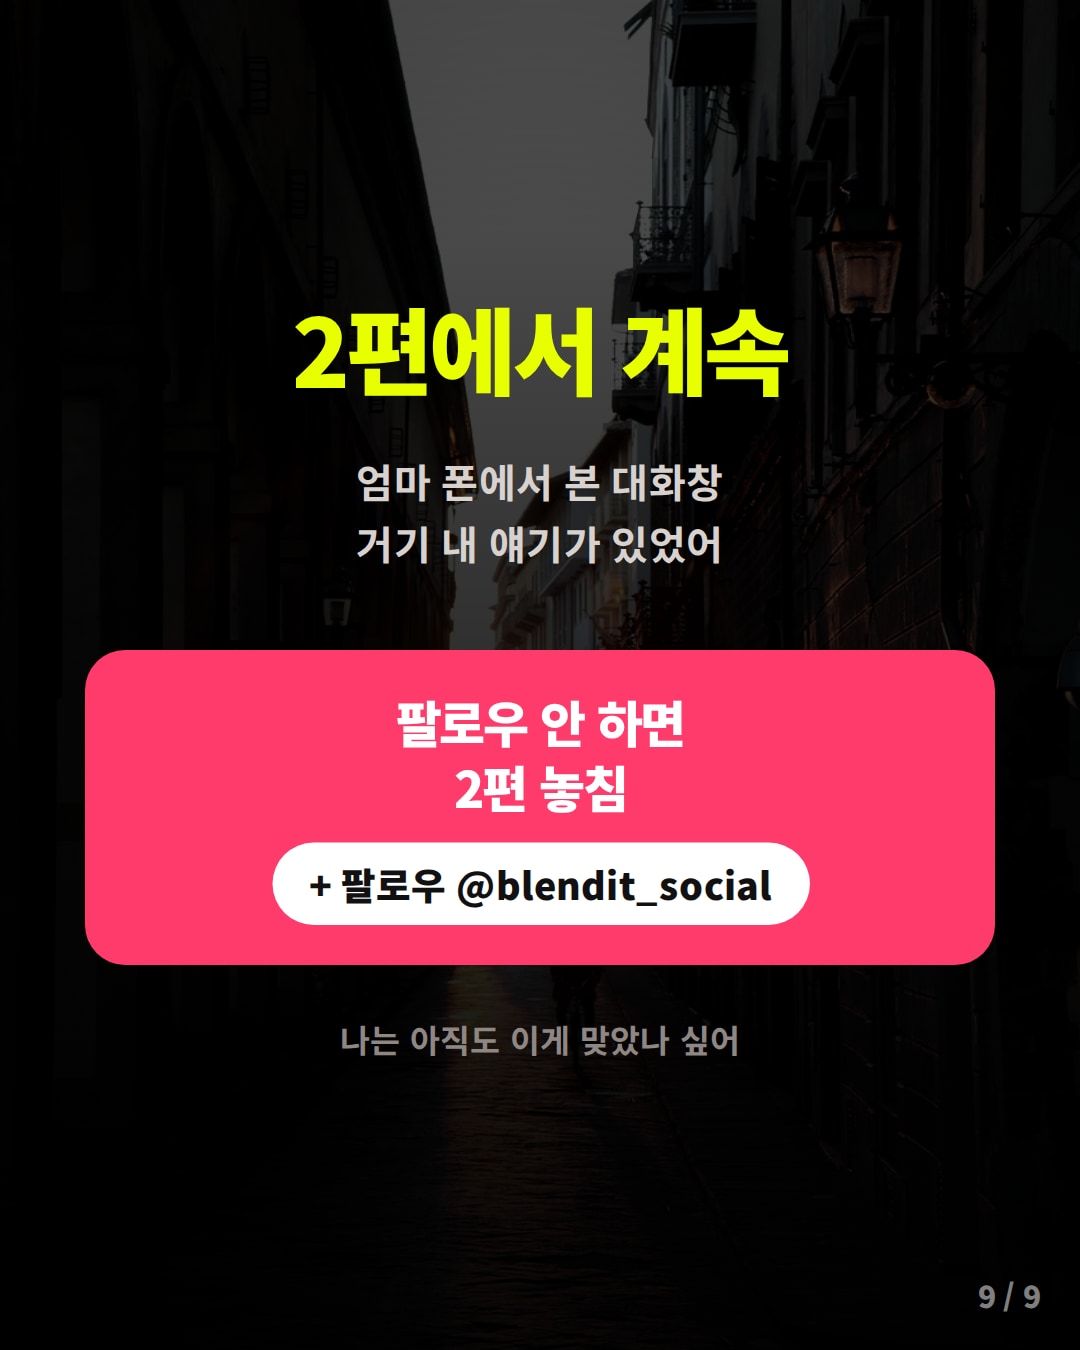 2편에서 계속
엄마 폰에서 본 대화창
거기 내 얘기가 있었어
팔로우 안 하면
2편 놓침
+ 팔로우 @blendit_social
나는 아직도 이게 맞았나 싶어
9 / 9